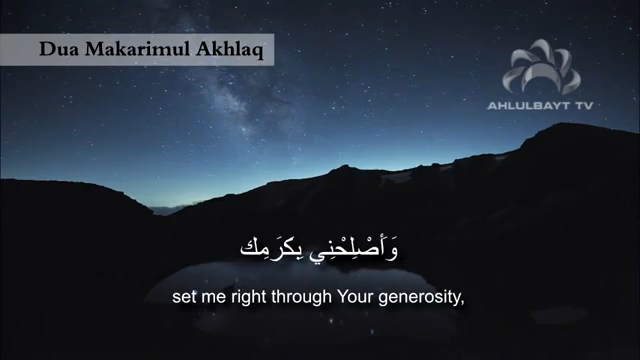 Dua Makarimul Akhlaq
AHLULBAYT TV
وَأَصْلِحْنِي بِكَرَمِكَ
set me right through Your generosity,